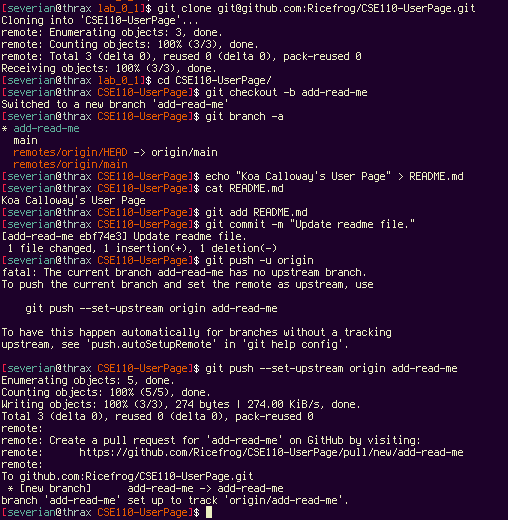 [severian@thrax lab_0_1]$ git clone git@github.com:Ricefrog/CSE110-UserPage.git
Cloning into 'CSE110-UserPage'...
remote: Enumerating objects: 3, done.
remote: Counting objects: 100% (3/3), done.
remote: Total 3 (delta 0), reused 0 (delta 0), pack-reused 0
Receiving objects: 100% (3/3), done.
[severian@thrax lab_0_1]$ cd CSE110-UserPage/
[severian@thrax CSE110-UserPage]$ git checkout -b add-read-me
Switched to a new branch 'add-read-me'
[severian@thrax CSE110-UserPage]$ git branch -a
* add-read-me
  main
  remotes/origin/HEAD -> origin/main
  remotes/origin/main
[severian@thrax CSE110-UserPage]$ echo "Koa Calloway's User Page" > README.md
[severian@thrax CSE110-UserPage]$ cat README.md
Koa Calloway's User Page
[severian@thrax CSE110-UserPage]$ git add README.md
[severian@thrax CSE110-UserPage]$ git commit -m "Update readme file."
[add-read-me ebf74e3] Update readme file.
 1 file changed, 1 insertion(+), 1 deletion(-)
[severian@thrax CSE110-UserPage]$ git push -u origin
fatal: The current branch add-read-me has no upstream branch.
To push the current branch and set the remote as upstream, use

    git push --set-upstream origin add-read-me

To have this happen automatically for branches without a tracking
upstream, see 'push.autoSetupRemote' in 'git help config'.

[severian@thrax CSE110-UserPage]$ git push --set-upstream origin add-read-me
Enumerating objects: 5, done.
Counting objects: 100% (5/5), done.
Writing objects: 100% (3/3), 274 bytes | 274.00 KiB/s, done.
Total 3 (delta 0), reused 0 (delta 0), pack-reused 0
remote:
remote: Create a pull request for 'add-read-me' on GitHub by visiting:
remote:      https://github.com/Ricefrog/CSE110-UserPage/pull/new/add-read-me
remote:
To github.com:Ricefrog/CSE110-UserPage.git
 * [new branch]      add-read-me -> add-read-me
branch 'add-read-me' set up to track 'origin/add-read-me'.
[severian@thrax CSE110-UserPage]$